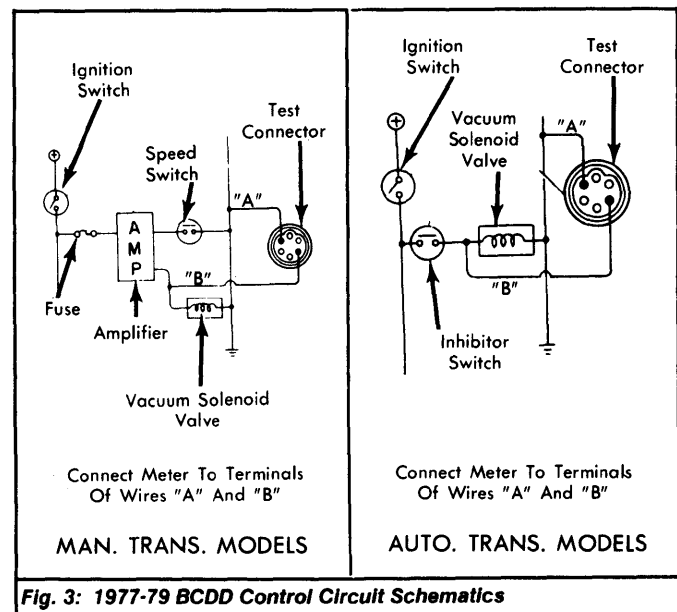 Ignition
Switch
Test
Connector
Speed
Switch
"A"
AMP
"B"
Fuse
Amplifier
Vacuum Solenoid
Valve
Connect Meter To Terminals
Of Wires "A" And "B"
MAN. TRANS. MODELS
Ignition
Switch
Test
Connector
Vacuum
Solenoid
Valve
"A"
"B"
Inhibitor
Switch
Connect Meter To Terminals
Of Wires "A" And "B"
AUTO. TRANS. MODELS
Fig. 3: 1977-79 BCDD Control Circuit Schematics